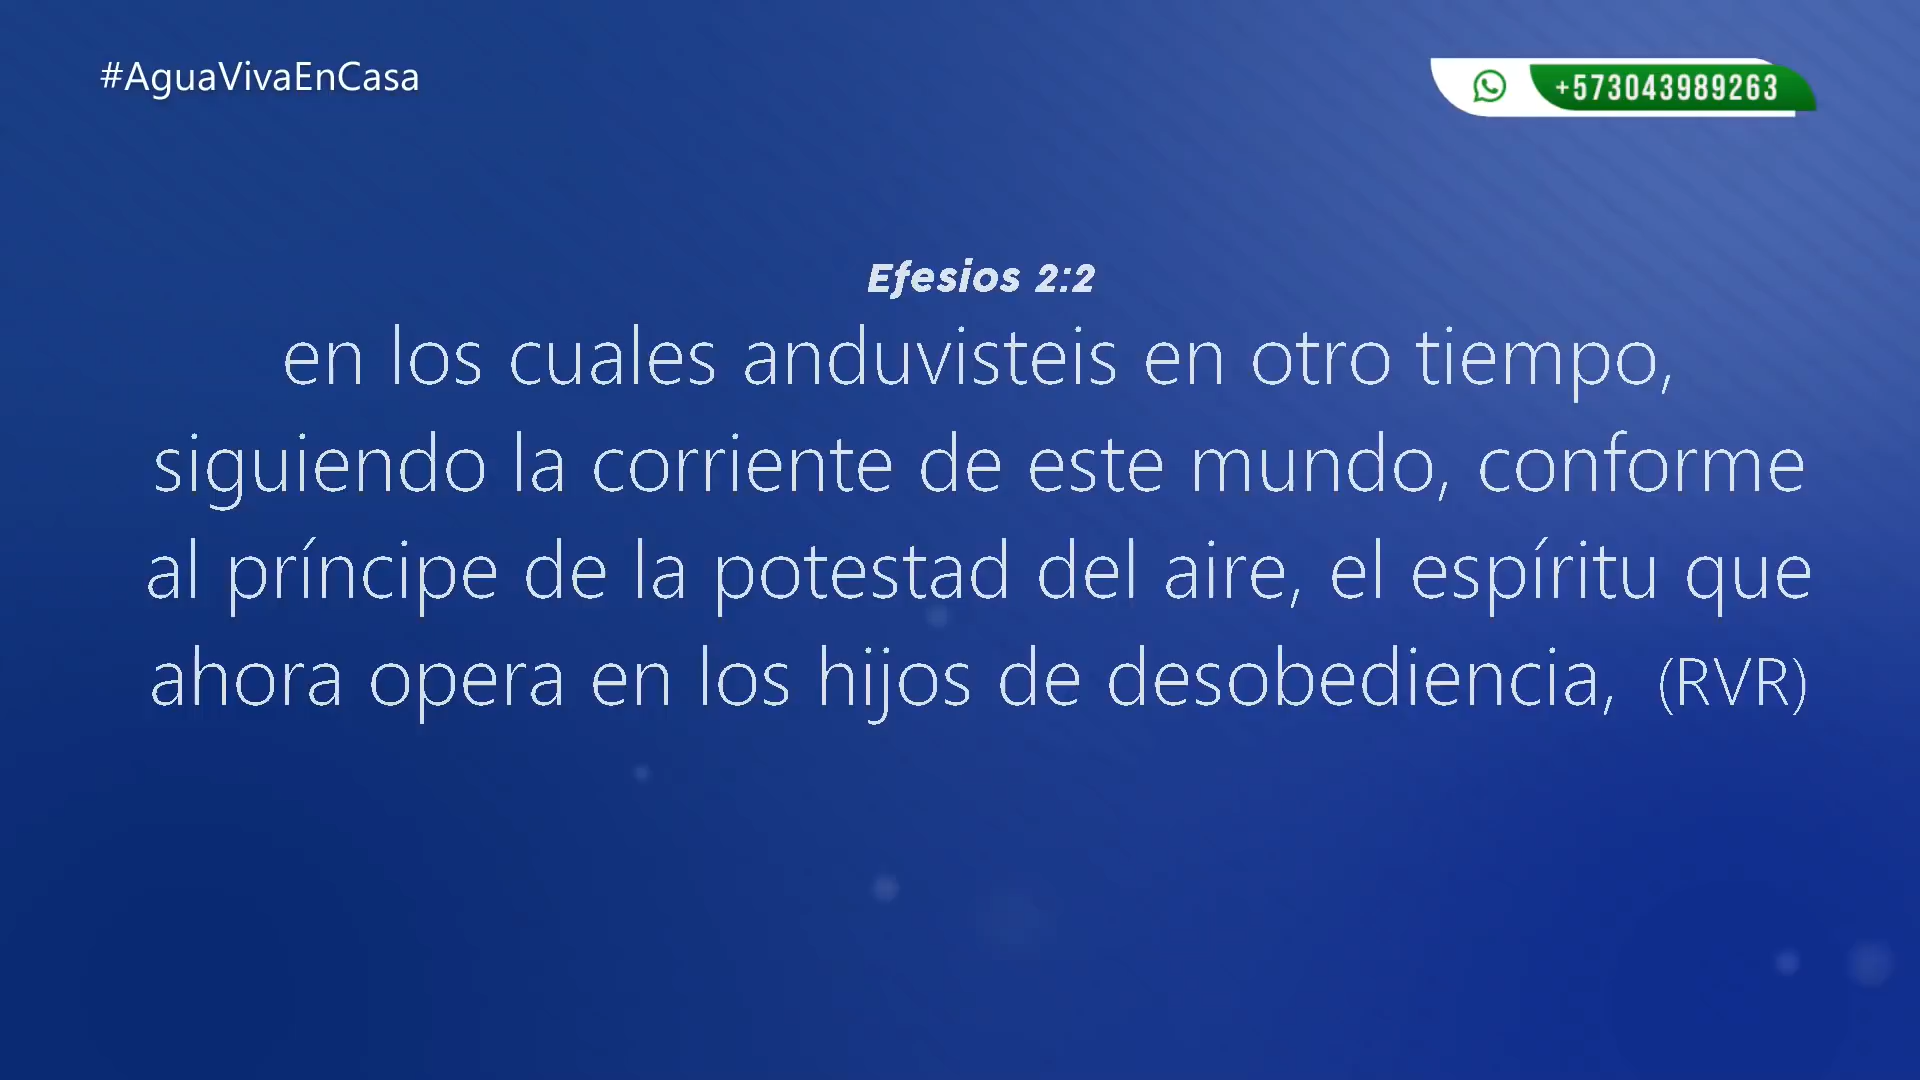 #AguaVivaEnCasa
+573043989263
Efesios 2:2
en los cuales anduvisteis en otro tiempo,
siguiendo la corriente de este mundo, conforme
al príncipe de la potestad del aire, el espíritu que
ahora opera en los hijos de desobediencia, (RVR)